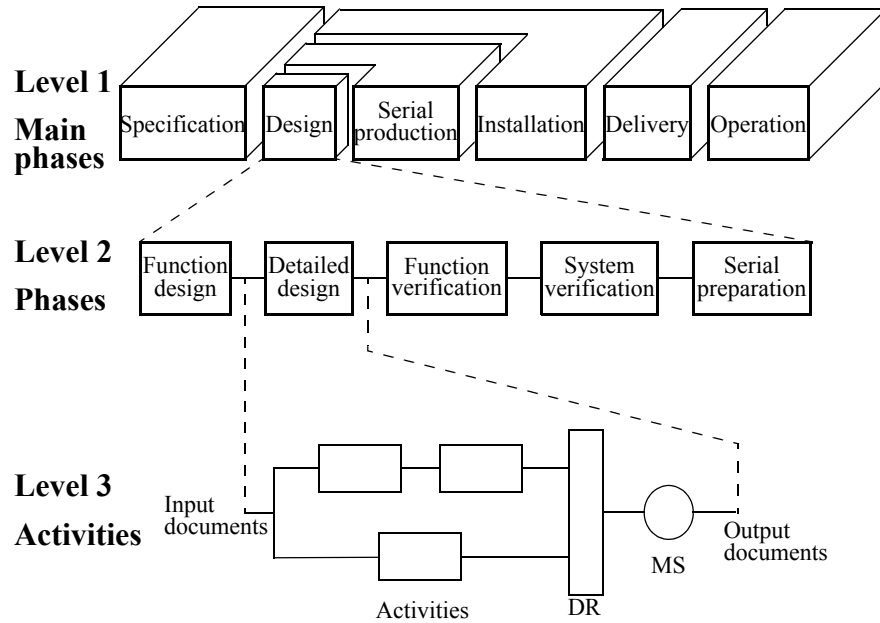 Level 1
Main
phases
Specification
Design
Serial
production
Installation
Delivery
Operation
Level 2
Phases
Function
design
Detailed
design
Function
verification
System
verification
Serial
preparation
Level 3
Activities
Input
documents
Activities
DR
MS
Output
documents